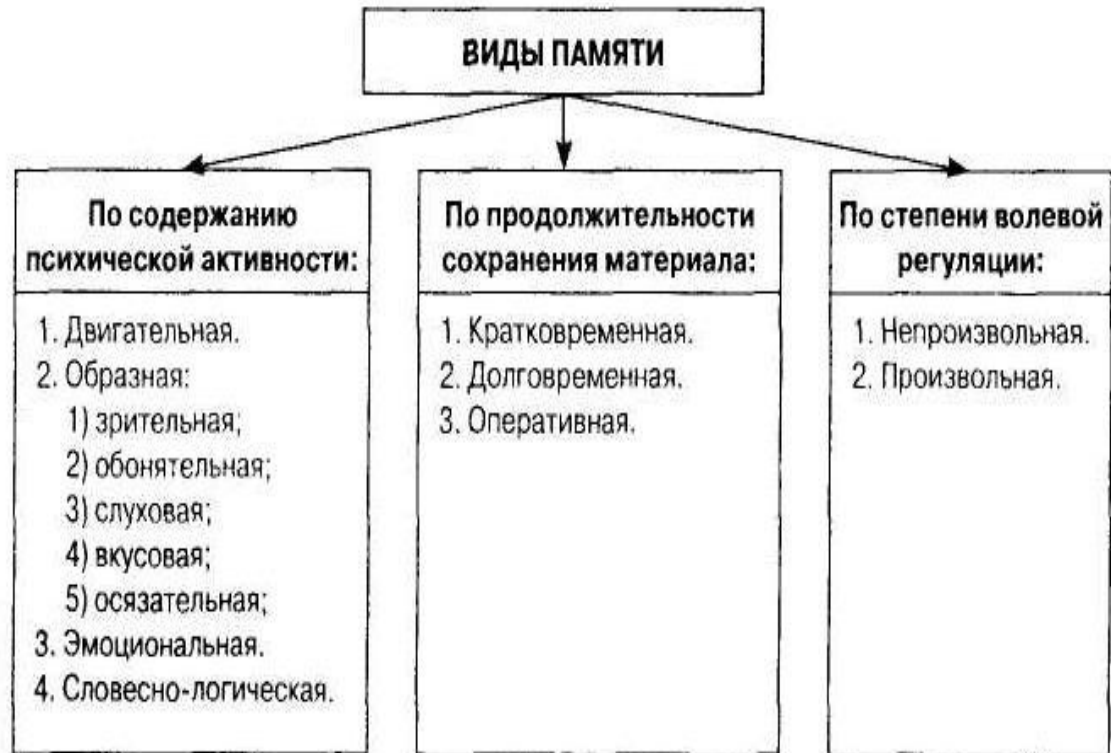 ВИДЫ ПАМЯТИ
По содержанию
психической активности:
1. Двигательная.
2. Образная:
1) зрительная;
2) обонятельная;
3) слуховая;
4) вкусовая;
5) осязательная;
3. Эмоциональная.
4. Словесно-логическая.
По продолжительности
сохранения материала:
1. Кратковременная.
2. Долговременная.
3. Оперативная.
По степени волевой
регуляции:
1. Непроизвольная.
2. Произвольная.